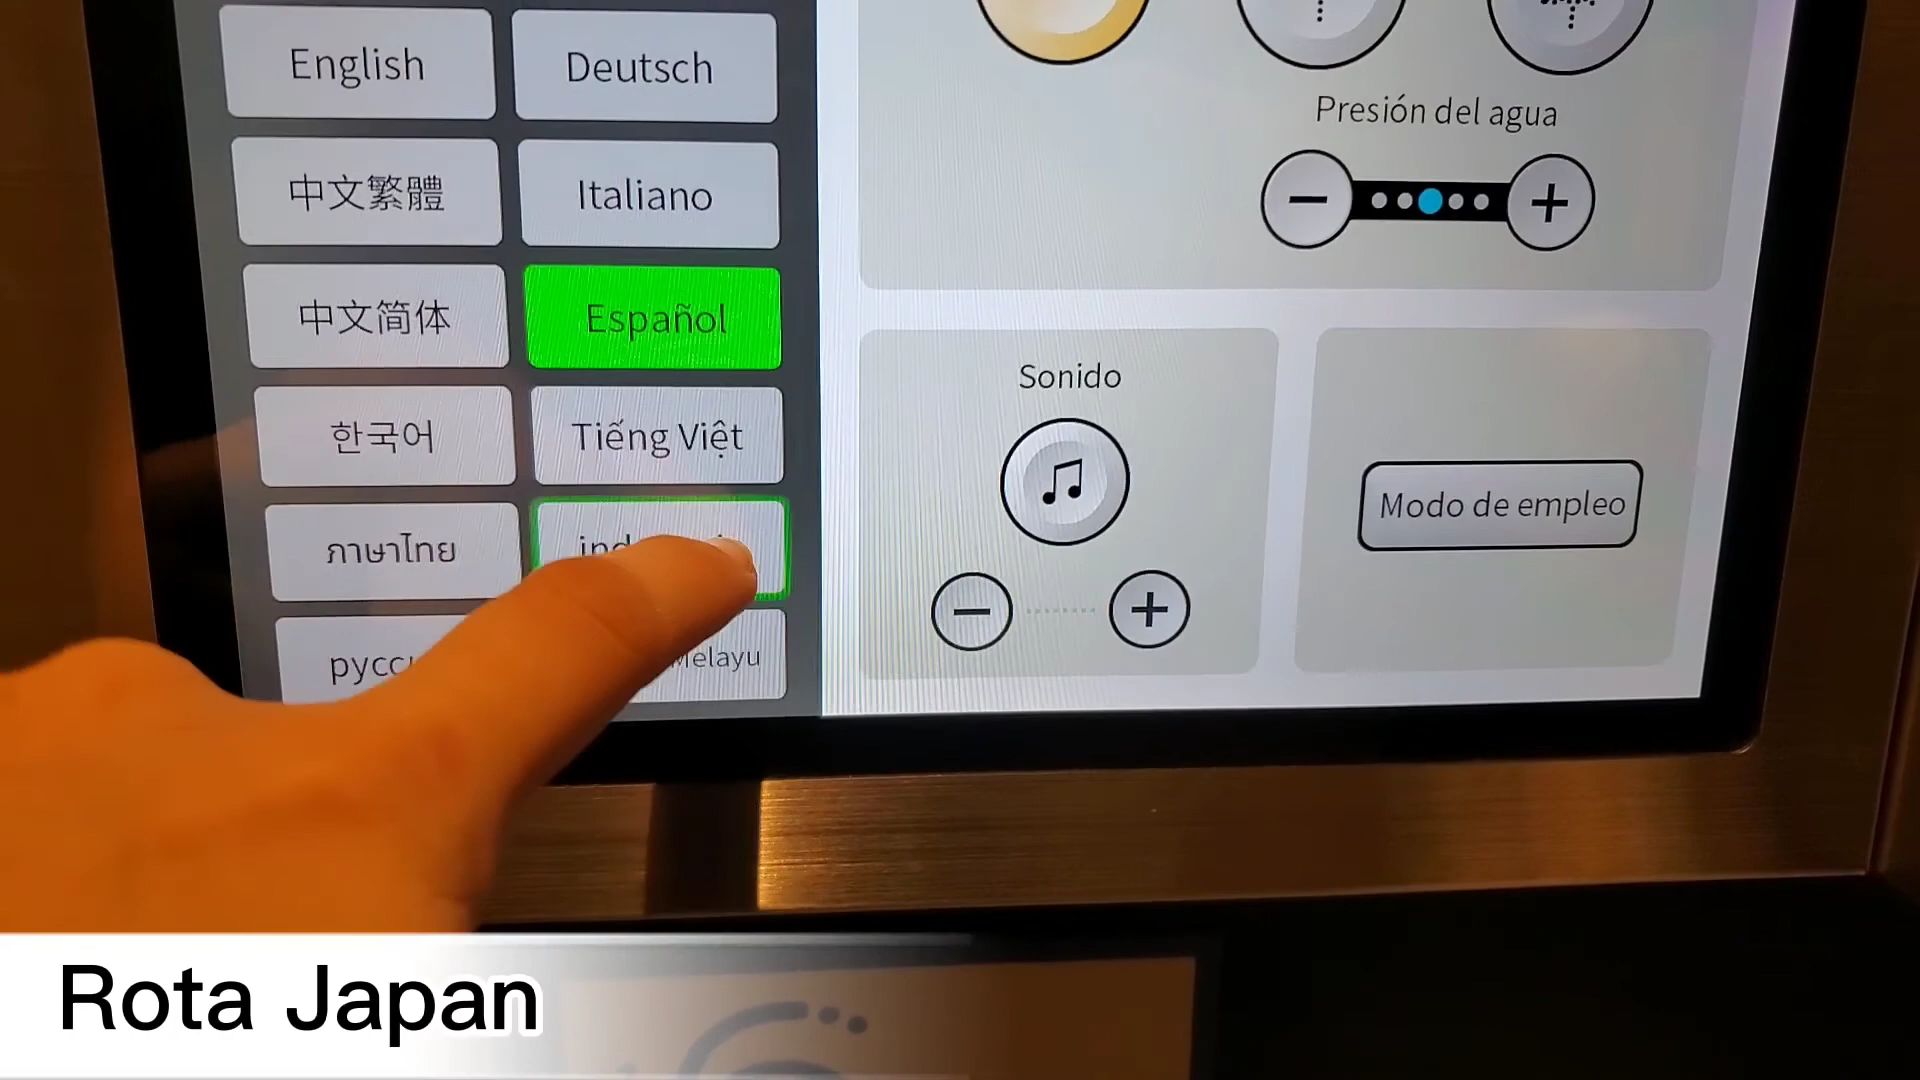 English
Deutsch
中文繁體
Italiano
中文简体
Español
한국어
Tiếng Việt
ภาษาไทย
Melayu
Presión del agua
Sonido
Modo de empleo
Rota Japan